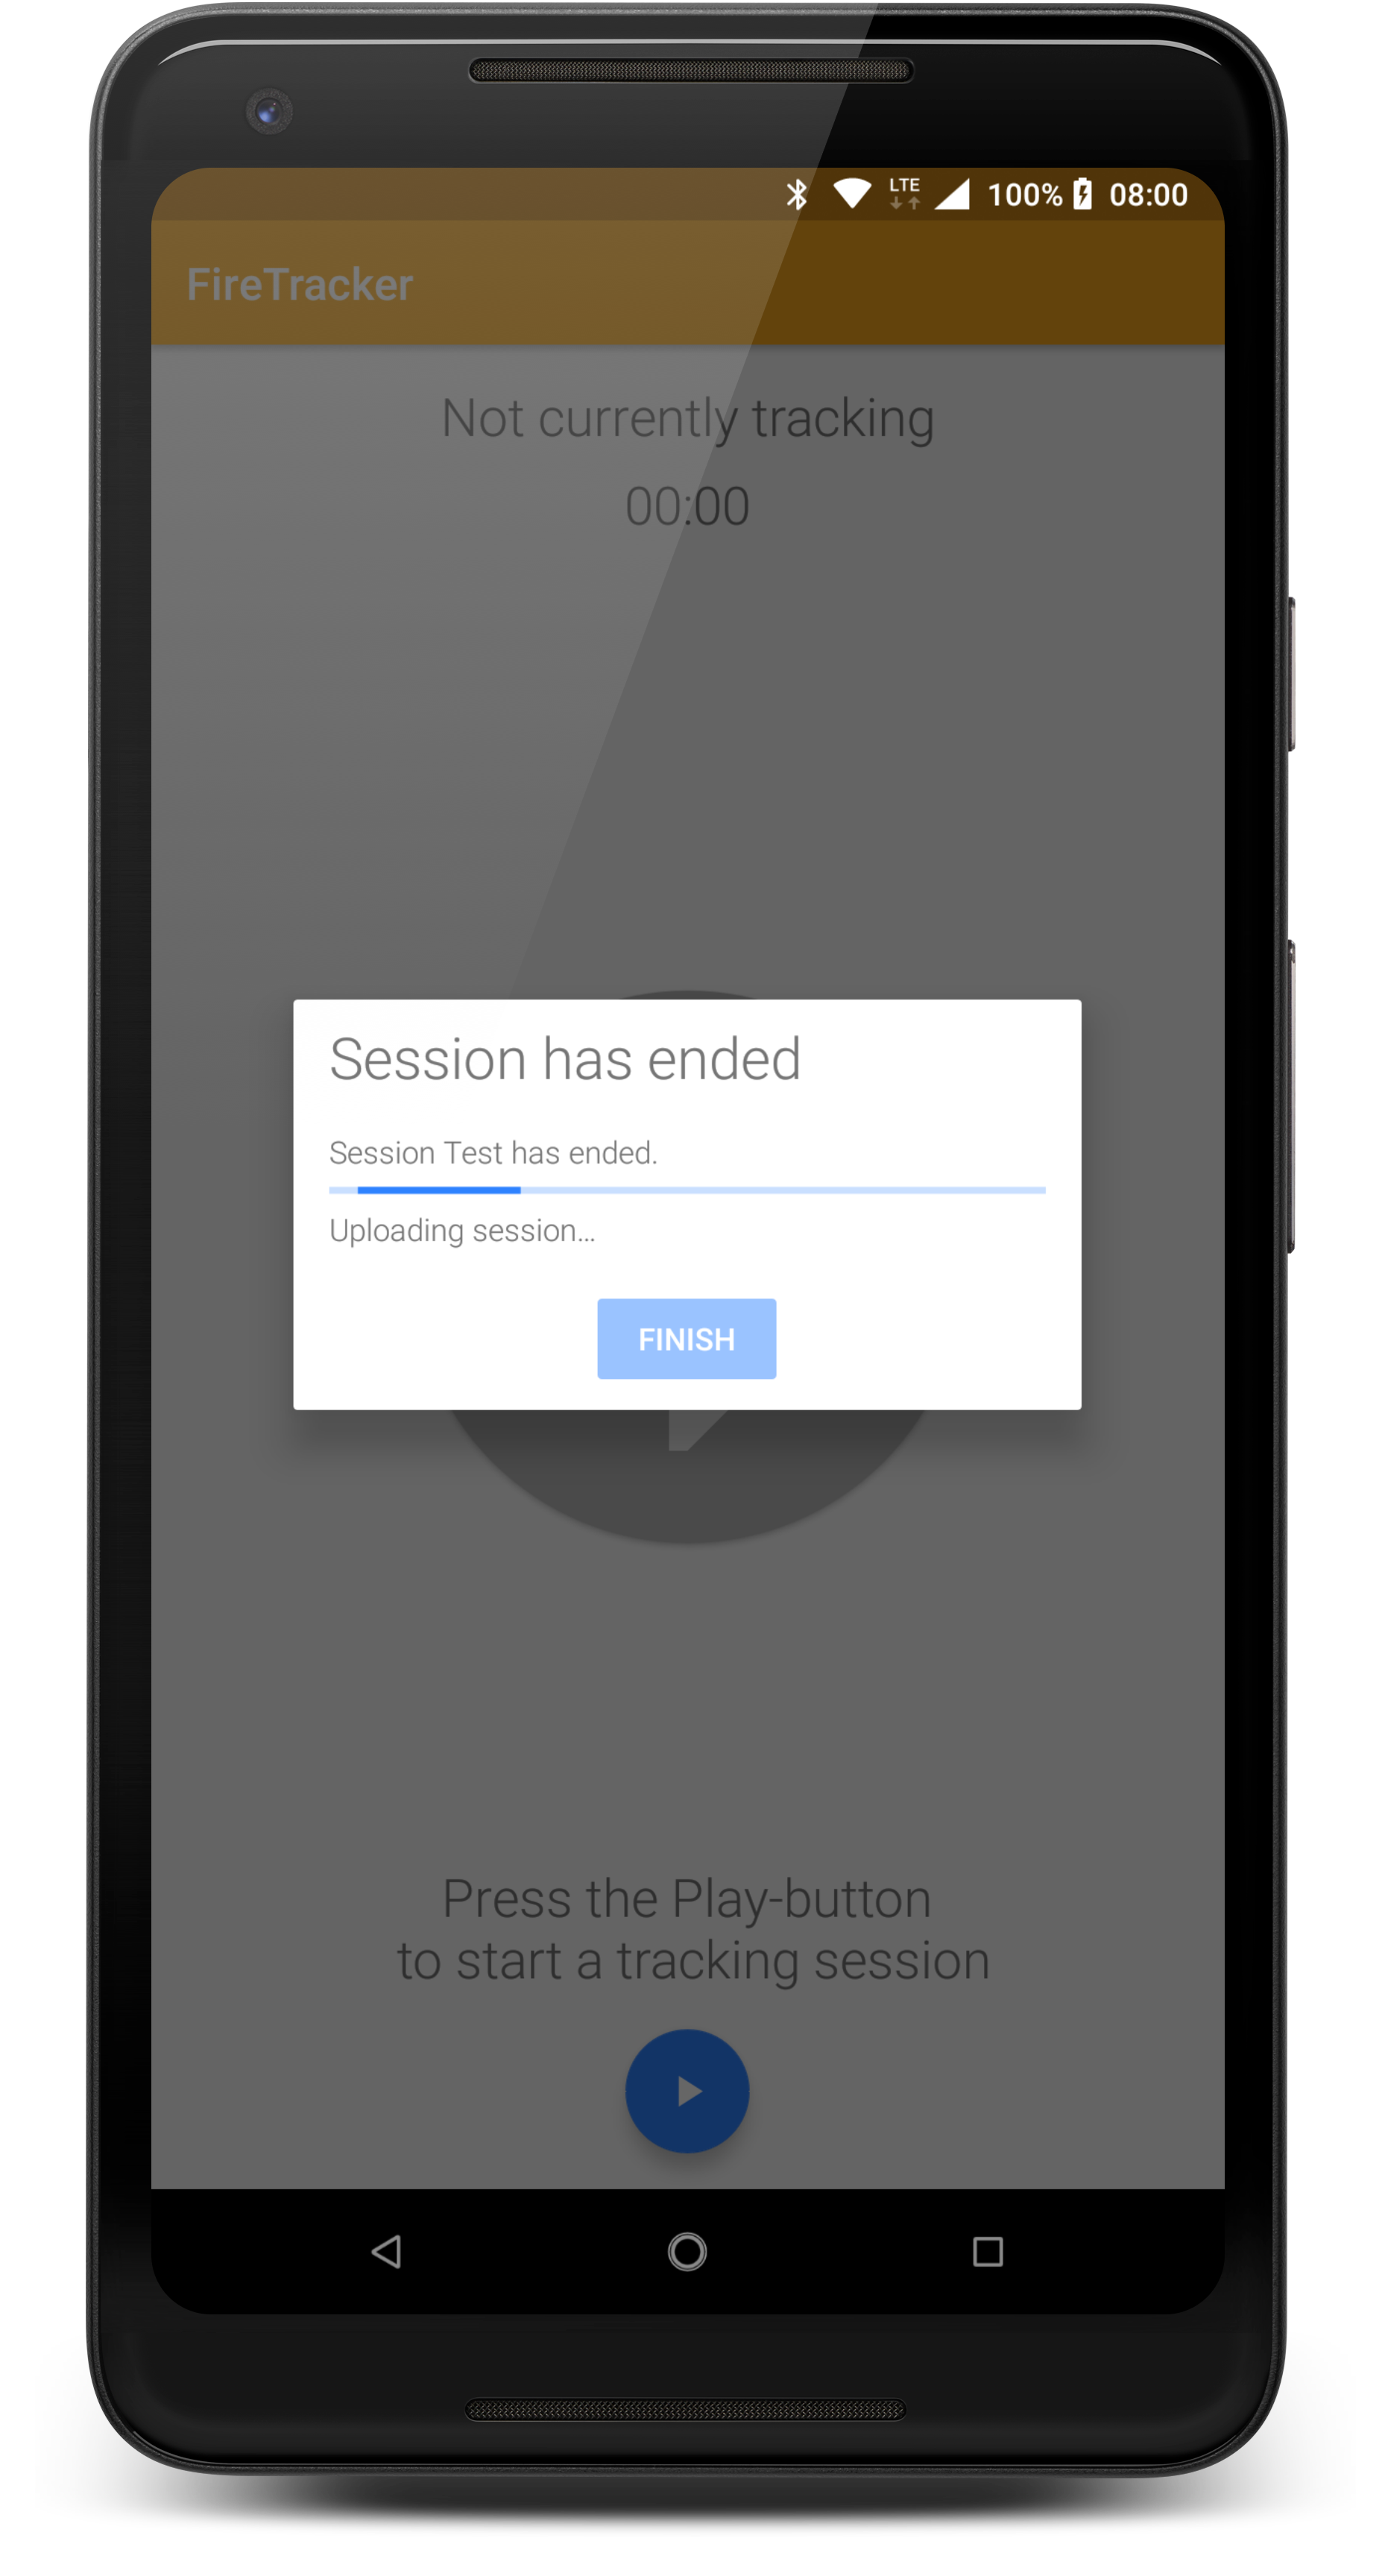 LTE 100% 08:00
FireTracker
Not currently tracking
00:00
Session has ended
Session Test has ended.
Uploading session...
FINISH
Press the Play-button
to start a tracking session